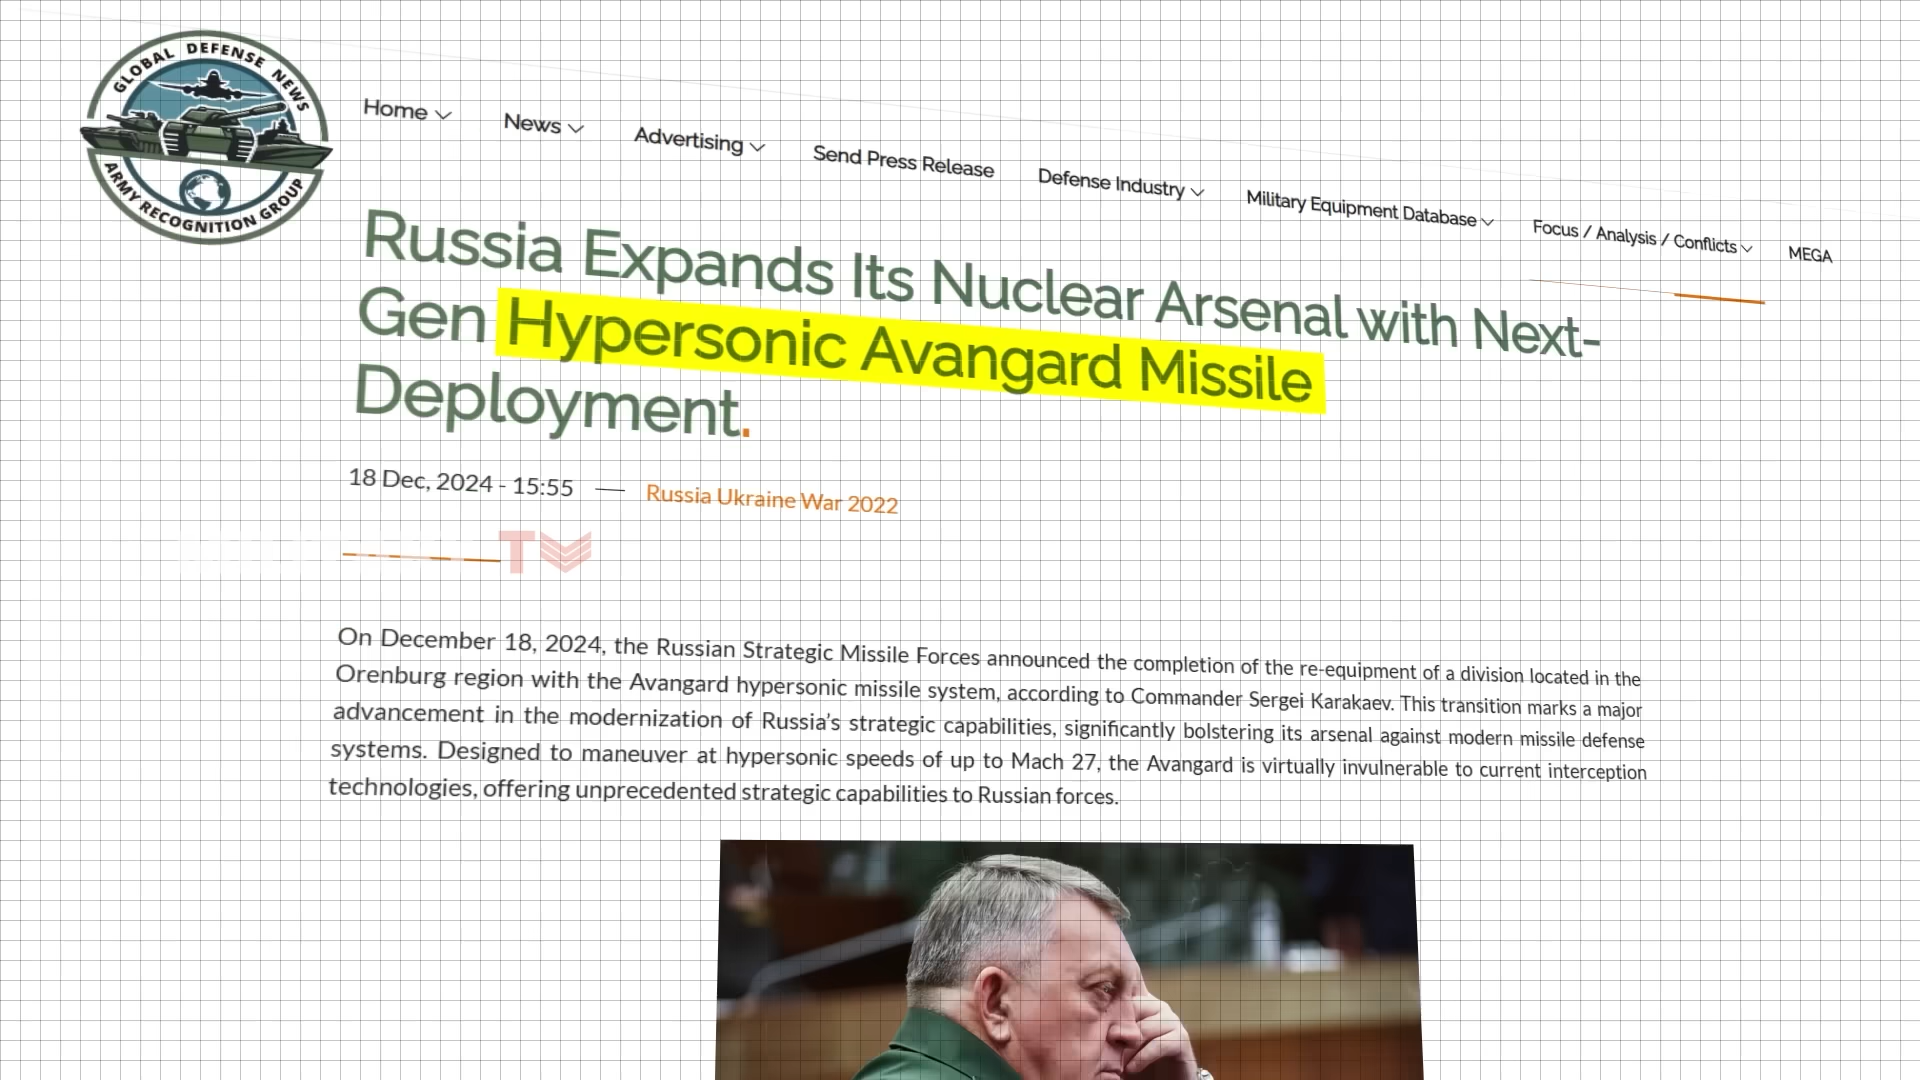 GLOBAL DEFENSE NEWS
ARMY RECOGNITION GROUP
Home
News
Advertising
Send Press Release
Defense Industry
Military Equipment Database
Focus / Analysis / Conflicts
MEGA
Russia Expands Its Nuclear Arsenal with Next-
Gen Hypersonic Avangard Missile
Deployment.
18 Dec, 2024 - 15:55 — Russia Ukraine War 2022
T
On December 18, 2024, the Russian Strategic Missile Forces announced the completion of the re-equipment of a division located in the
Orenburg region with the Avangard hypersonic missile system, according to Commander Sergei Karakaev. This transition marks a major
advancement in the modernization of Russia’s strategic capabilities, significantly bolstering its arsenal against modern missile defense
systems. Designed to maneuver at hypersonic speeds of up to Mach 27, the Avangard is virtually invulnerable to current interception
technologies, offering unprecedented strategic capabilities to Russian forces.